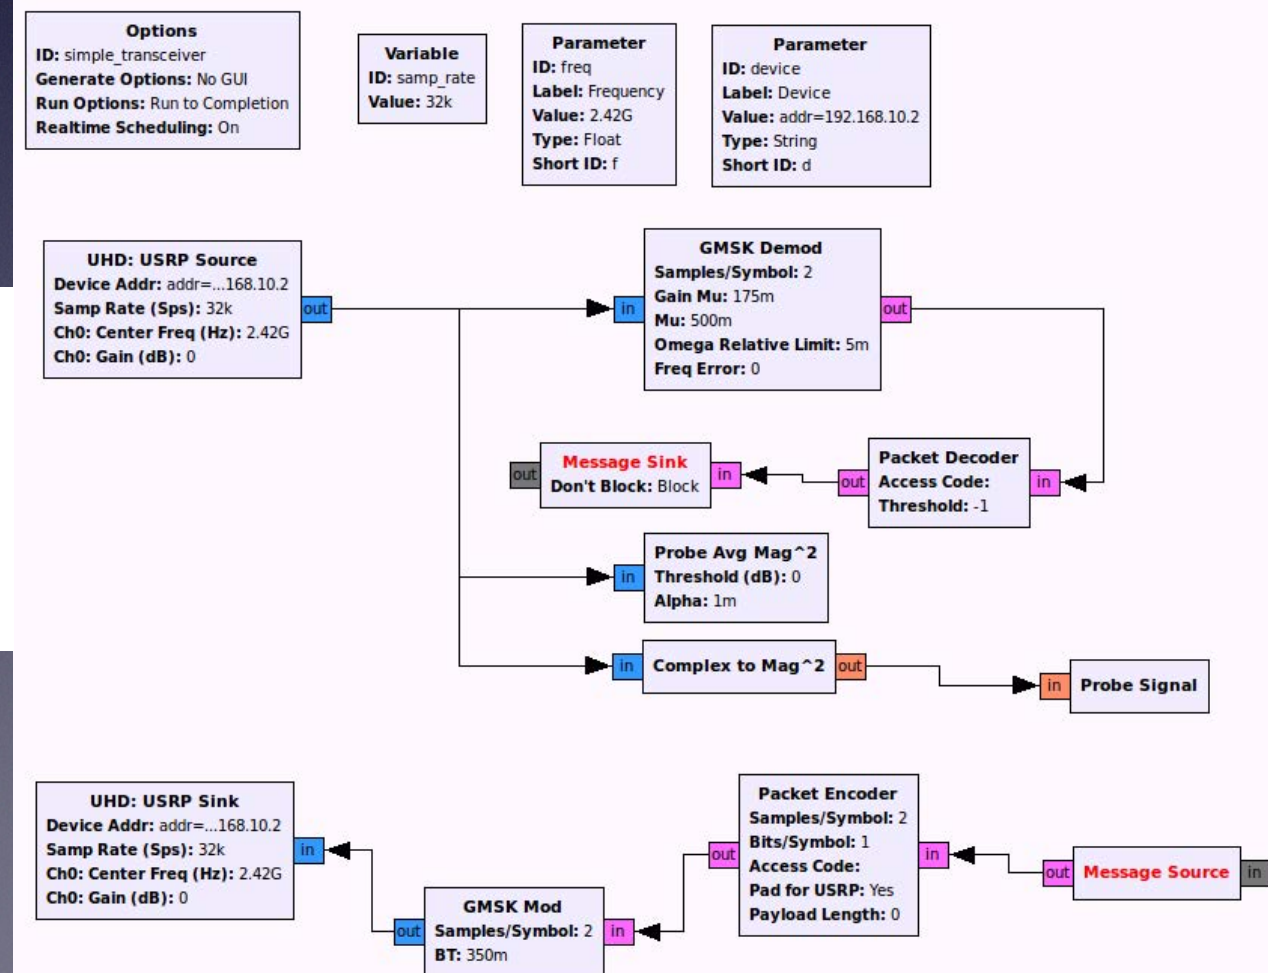 Options
ID: simple_transceiver
Generate Options: No GUI
Run Options: Run to Completion
Realtime Scheduling: On
Variable
ID: samp_rate
Value: 32k
Parameter
ID: freq
Label: Frequency
Value: 2.42G
Type: Float
Short ID: f
Parameter
ID: device
Label: Device
Value: addr=192.168.10.2
Type: String
Short ID: d
UHD: USRP Source
Device Addr: addr=...168.10.2
Samp Rate (Sps): 32k
Ch0: Center Freq (Hz): 2.42G
Ch0: Gain (dB): 0
out
in
GMSK Demod
Samples/Symbol: 2
Gain Mu: 175m
Mu: 500m
Omega Relative Limit: 5m
Freq Error: 0
out
out
Message Sink
Don't Block: Block
in
out
Packet Decoder
Access Code:
Threshold: -1
in
in
Probe Avg Mag^2
Threshold (dB): 0
Alpha: 1m
in
Complex to Mag^2
out
in
Probe Signal
UHD: USRP Sink
Device Addr: addr=...168.10.2
Samp Rate (Sps): 32k
Ch0: Center Freq (Hz): 2.42G
Ch0: Gain (dB): 0
in
out
GMSK Mod
Samples/Symbol: 2
BT: 350m
in
out
Packet Encoder
Samples/Symbol: 2
Bits/Symbol: 1
Access Code:
Pad for USRP: Yes
Payload Length: 0
in
out
Message Source
in